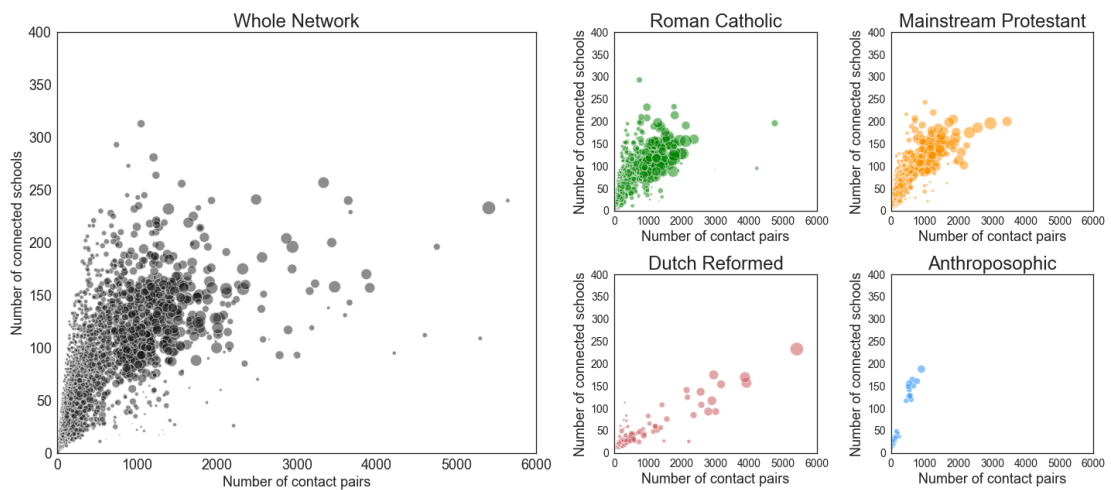 Whole Network
400
350
300
250
200
150
100
50
0
0 1000 2000 3000 4000 5000 6000
Number of connected schools
Number of contact pairs
Roman Catholic
400
350
300
250
200
150
100
50
0
0 1000 2000 3000 4000 5000 6000
Number of connected schools
Number of contact pairs
Mainstream Protestant
400
350
300
250
200
150
100
50
0
0 1000 2000 3000 4000 5000 6000
Number of connected schools
Number of contact pairs
Dutch Reformed
400
350
300
250
200
150
100
50
0
0 1000 2000 3000 4000 5000 6000
Number of connected schools
Number of contact pairs
Anthroposophic
400
350
300
250
200
150
100
50
0
0 1000 2000 3000 4000 5000 6000
Number of connected schools
Number of contact pairs